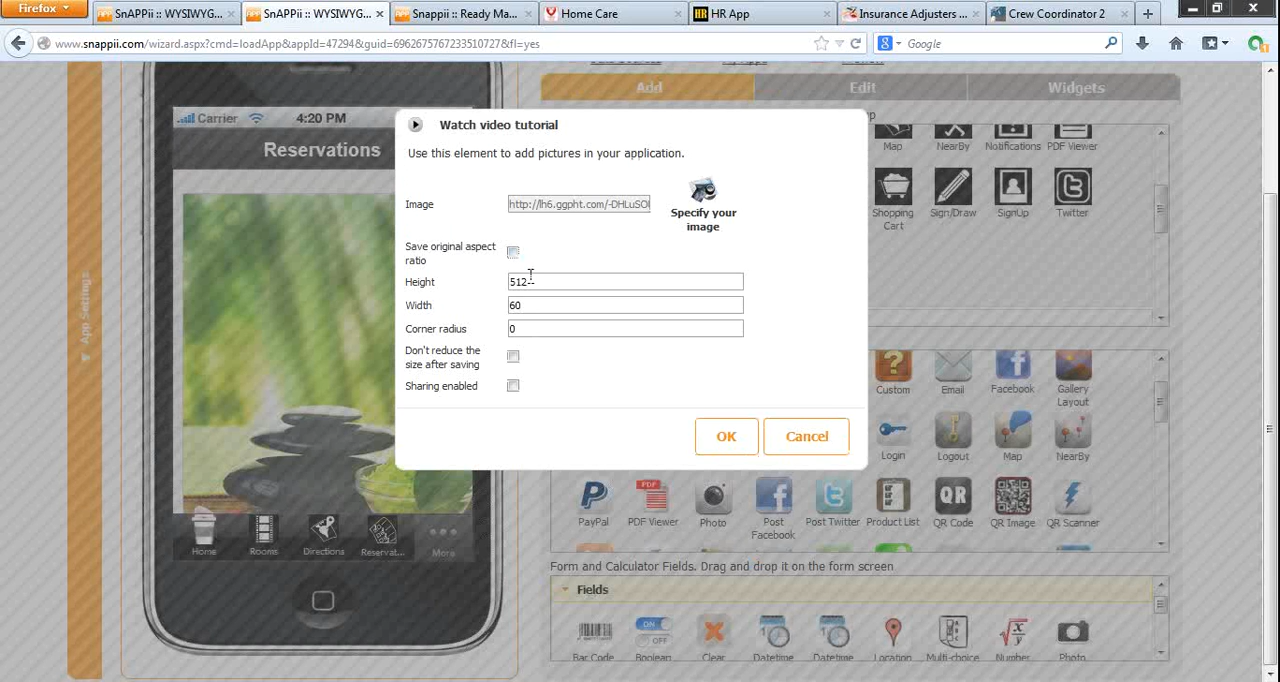 Firefox
SnAPPii :: WYSIWYG...
SnAPPii :: WYSIWYG...
Snappii :: Ready Ma...
Home Care
HR App
Insurance Adjusters ...
Crew Coordinator 2
www.snappii.com/wizard.aspx?cmd=loadApp&appId=47294&guid=696267567233510727&fl=yes
Google
Add
Edit
Widgets
Carrier
4:20 PM
Reservations
App Settings
Watch video tutorial
Use this element to add pictures in your application.
Image
http://lh6.ggpht.com/-DHLuSO
Specify your
image
Save original aspect
ratio
Height
512
Width
60
Corner radius
0
Don't reduce the
size after saving
Sharing enabled
OK
Cancel
Map
NearBy
Notifications
PDF Viewer
Shopping
Cart
Sign/Draw
SignUp
Twitter
Custom
Email
Facebook
Gallery
Layout
Login
Logout
Map
NearBy
PayPal
PDF Viewer
Photo
Post
Facebook
Post Twitter
Product List
QR Code
QR Image
QR Scanner
Home
Rooms
Directions
Reservat...
More
Form and Calculator Fields. Drag and drop it on the form screen
Fields
ON
OFF
Bar Code
Boolean
Clear
Datetime
Datetime
Location
Multi-choice
Number
Photo